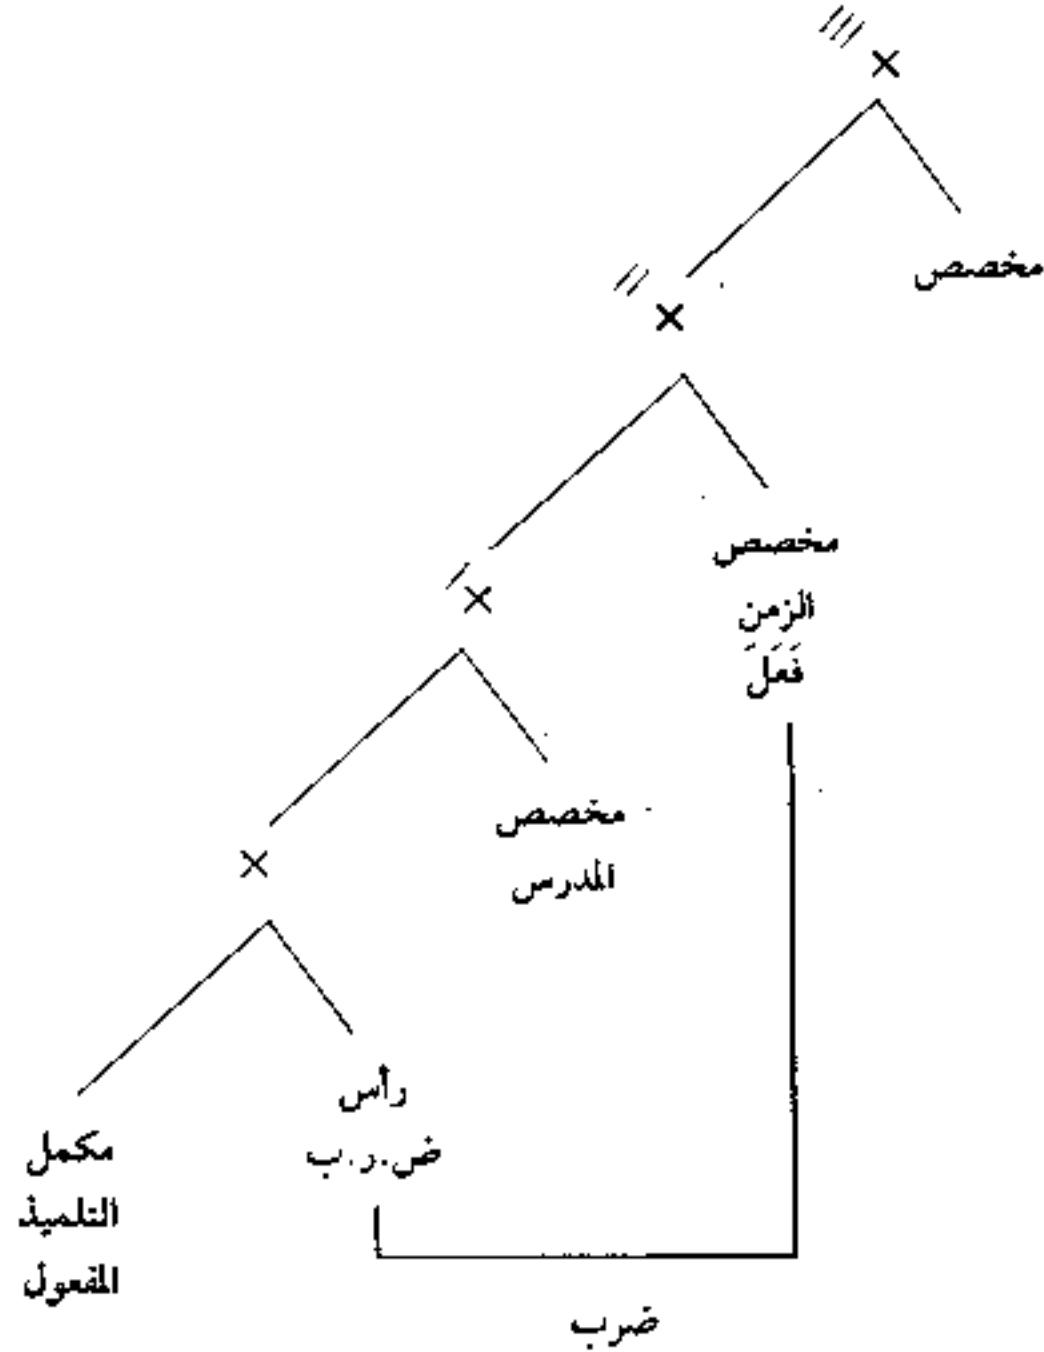 ///
×
مخصص
//
×
مخصص
الزمن
فَعَلَ
/
×
مخصص
المدرس
×
رأس
ض.ر.ب
مكمل
التلميذ
المفعول
ضرب